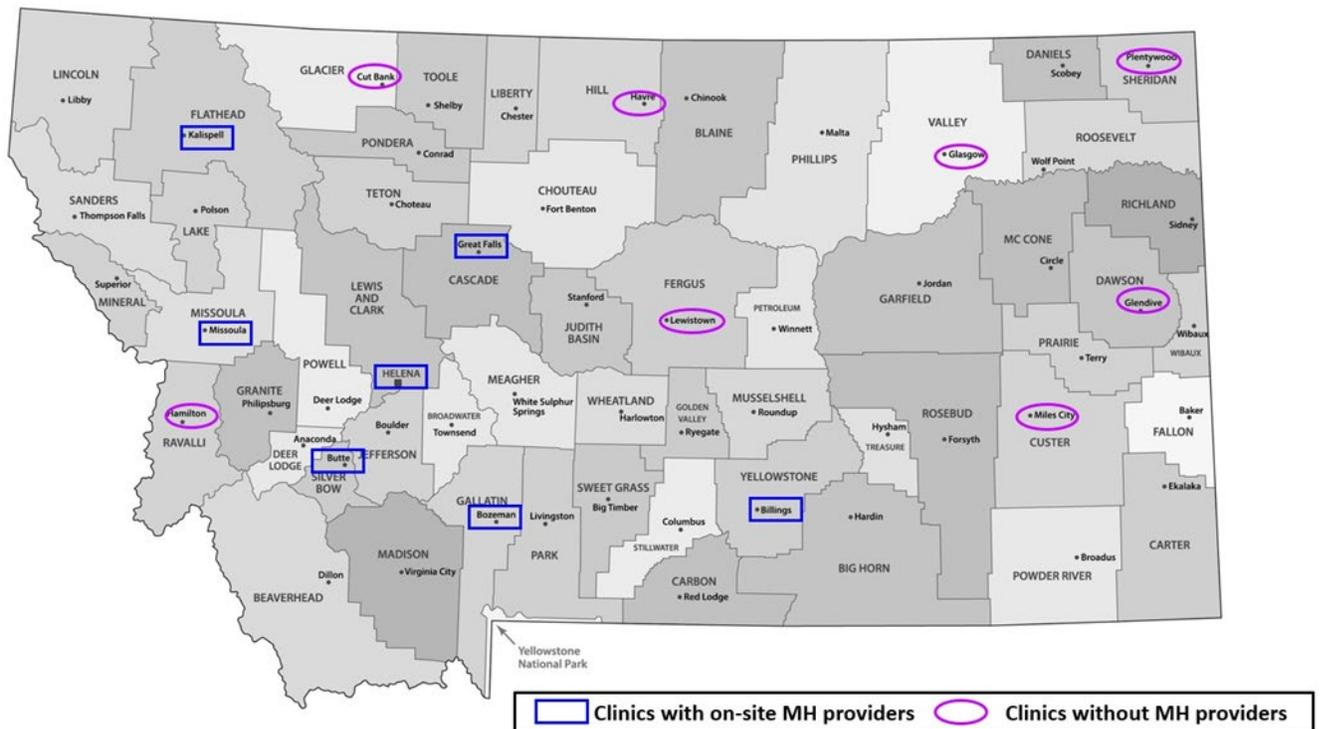 LINCOLN
Libby
FLATHEAD
Kalispell
GLACIER
Cut Bank
TOOLE
Shelby
LIBERTY
Chester
HILL
Havre
Chinook
BLAINE
PHILLIPS
Malta
VALLEY
Glasgow
DANIELS
Scobey
Plentywood
SHERIDAN
ROOSEVELT
Wolf Point
PONDERA
Conrad
TETON
Choteau
CHOUTEAU
Fort Benton
SANDERS
Thompson Falls
Polson
LAKE
RICHLAND
Sidney
MC CONE
Circle
DAWSON
Glendive
Great Falls
CASCADE
LEWIS
AND
CLARK
Superior
MINERAL
MISSOULA
Missoula
FERGUS
Lewistown
Stanford
JUDITH
BASIN
PETROLEUM
Winnett
GARFIELD
Jordan
PRAIRIE
Terry
Wibaux
WIBAUX
POWELL
Deer Lodge
HELENA
MEAGHER
White Sulphur
Springs
WHEATLAND
Harlowton
GOLDEN
VALLEY
Ryegate
MUSSELSHELL
Roundup
GRANITE
Philipsburg
Hamilton
RAVALLI
Anaconda
DEER
LODGE
Boulder
JEFFERSON
BROADWATER
Townsend
Butte
SILVER
BOW
Hysham
TREASURE
ROSEBUD
Forsyth
Miles City
CUSTER
Baker
FALLON
Ekalaka
CARTER
GALLATIN
Bozeman
Livingston
PARK
SWEET GRASS
Big Timber
Columbus
STILLWATER
YELLOWSTONE
Billings
Hardin
BIG HORN
Broadus
POWDER RIVER
CARBON
Red Lodge
MADISON
Virginia City
Dillon
BEAVERHEAD
Yellowstone
National Park
Clinics with on-site MH providers
Clinics without MH providers